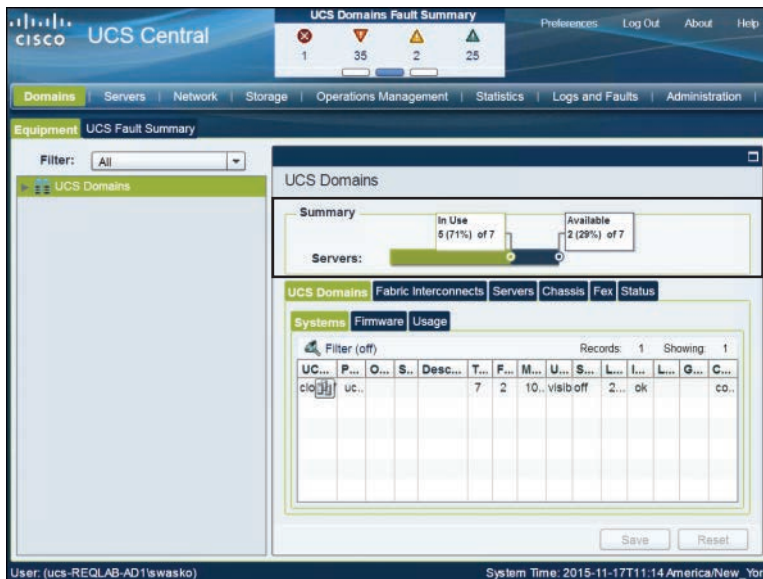 CISCO UCS Central
UCS Domains Fault Summary
1 35 2 25
Preferences Log Out About Help
Domains Servers Network Storage Operations Management Statistics Logs and Faults Administration
Equipment UCS Fault Summary
Filter: All
UCS Domains
UCS Domains
Summary
In Use
5 (71%) of 7
Available
2 (29%) of 7
Servers:
UCS Domains Fabric Interconnects Servers Chassis Fex Status
Systems Firmware Usage
Filter (off) Records: 1 Showing: 1
UC... P... O... S.. Desc... T... F... M... U... S... L... I... L... G... C...
clo uc.. 7 2 10.. visib off 2... ok co..
Save Reset
User: (ucs-REQLAB-AD1\swasko) System Time: 2015-11-17T11:14 America/New_Yor